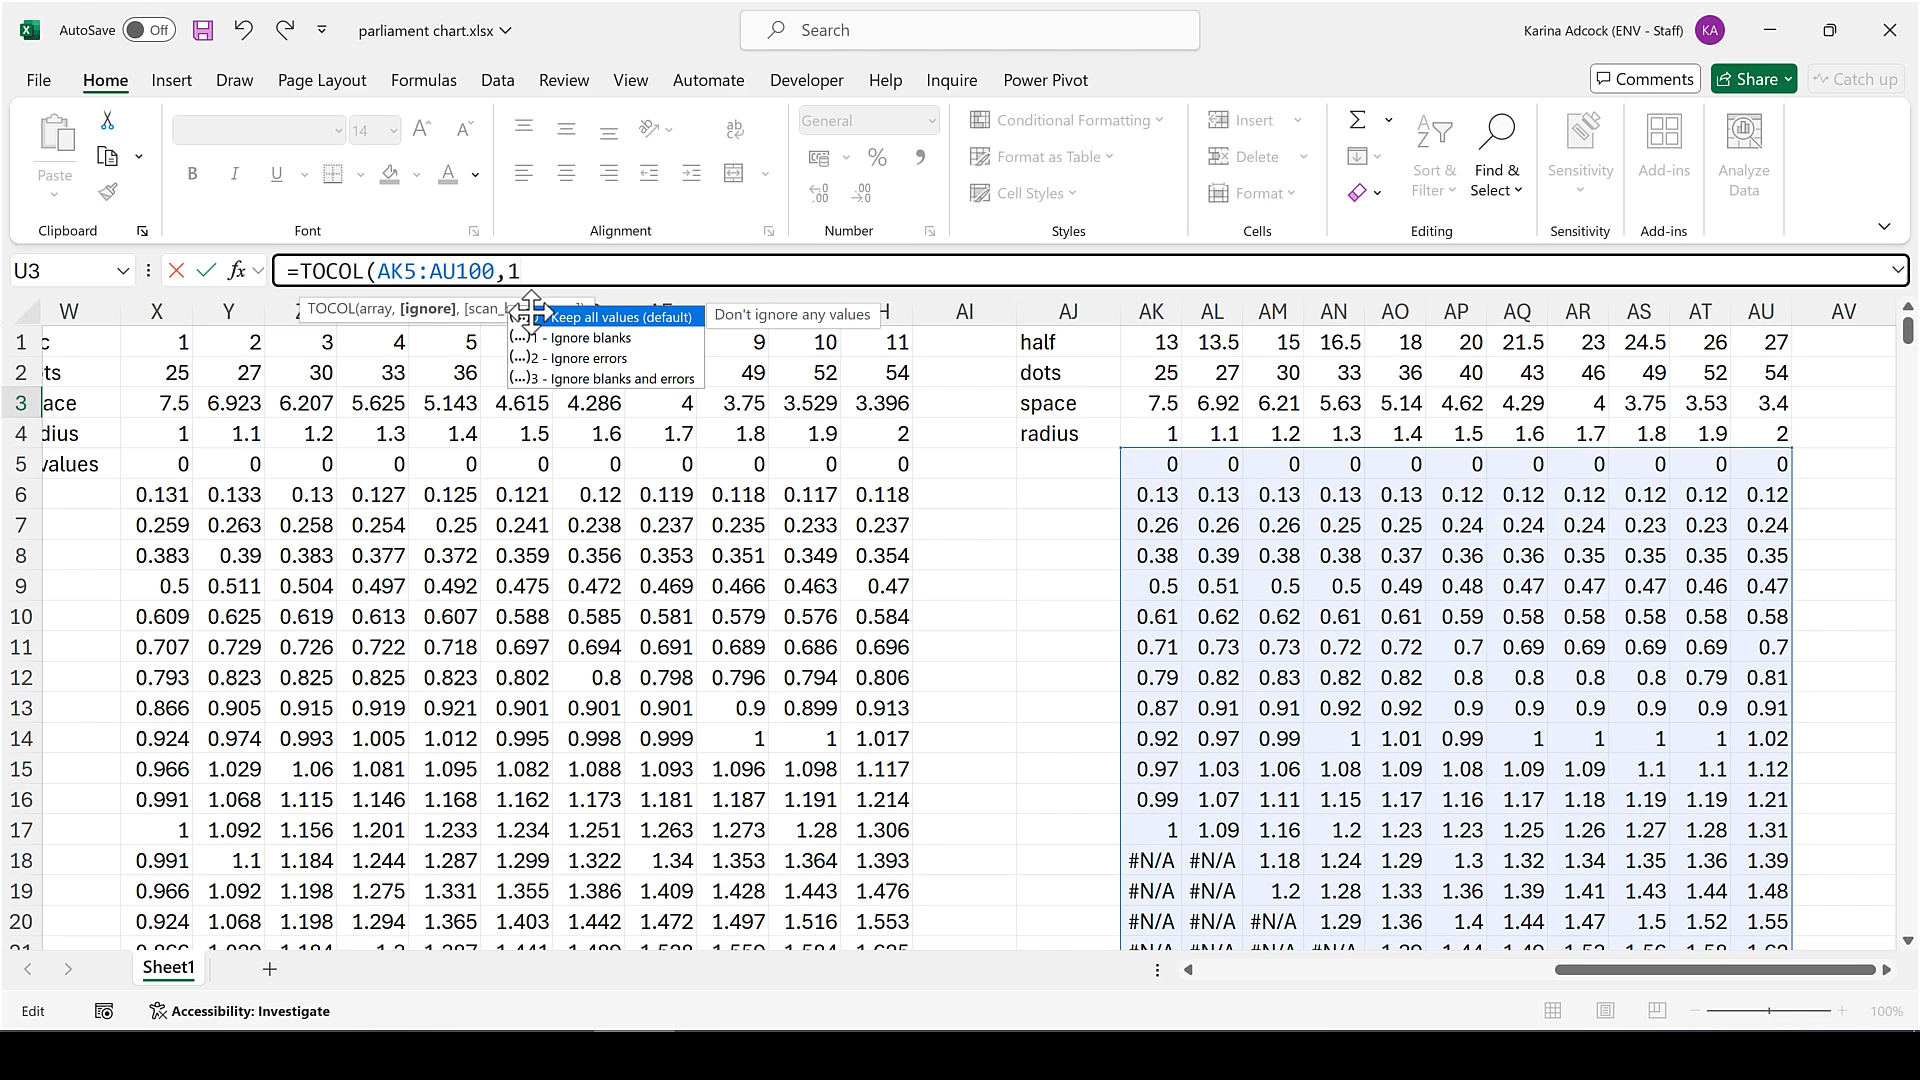 AutoSave Off parliament chart.xlsx Search Karina Adcock (ENV - Staff) KA
File Home Insert Draw Page Layout Formulas Data Review View Automate Developer Help Inquire Power Pivot Comments Share Catch up
14 General Conditional Formatting Insert
Paste Format as Table Delete Sort & Filter Find & Select Sensitivity Add-ins Analyze Data
B I U Cell Styles Format
Clipboard Font Alignment Number Styles Cells Editing Sensitivity Add-ins
U3 fx =TOCOL(AK5:AU100,1
TOCOL(array, [ignore],
Keep all values (default) Don't ignore any values
(...)1 - Ignore blanks
(...)2 - Ignore errors
(...)3 - Ignore blanks and errors
W X Y AI AJ AK AL AM AN AO AP AQ AR AS AT AU AV
1 c 1 2 3 4 5 9 10 11 half 13 13.5 15 16.5 18 20 21.5 23 24.5 26 27
2 ts 25 27 30 33 36 49 52 54 dots 25 27 30 33 36 40 43 46 49 52 54
3 ace 7.5 6.923 6.207 5.625 5.143 4.615 4.286 4 3.75 3.529 3.396 space 7.5 6.92 6.21 5.63 5.14 4.62 4.29 4 3.75 3.53 3.4
4 dius 1 1.1 1.2 1.3 1.4 1.5 1.6 1.7 1.8 1.9 2 radius 1 1.1 1.2 1.3 1.4 1.5 1.6 1.7 1.8 1.9 2
5 values 0 0 0 0 0 0 0 0 0 0 0 0 0 0 0 0 0 0 0 0 0 0
6 0.131 0.133 0.13 0.127 0.125 0.121 0.12 0.119 0.118 0.117 0.118 0.13 0.13 0.13 0.13 0.13 0.12 0.12 0.12 0.12 0.12 0.12
7 0.259 0.263 0.258 0.254 0.25 0.241 0.238 0.237 0.235 0.233 0.237 0.26 0.26 0.26 0.25 0.25 0.24 0.24 0.24 0.23 0.23 0.24
8 0.383 0.39 0.383 0.377 0.372 0.359 0.356 0.353 0.351 0.349 0.354 0.38 0.39 0.38 0.38 0.37 0.36 0.36 0.35 0.35 0.35 0.35
9 0.5 0.511 0.504 0.497 0.492 0.475 0.472 0.469 0.466 0.463 0.47 0.5 0.51 0.5 0.5 0.49 0.48 0.47 0.47 0.47 0.46 0.47
10 0.609 0.625 0.619 0.613 0.607 0.588 0.585 0.581 0.579 0.576 0.584 0.61 0.62 0.62 0.61 0.61 0.59 0.58 0.58 0.58 0.58 0.58
11 0.707 0.729 0.726 0.722 0.718 0.697 0.694 0.691 0.689 0.686 0.696 0.71 0.73 0.73 0.72 0.72 0.7 0.69 0.69 0.69 0.69 0.7
12 0.793 0.823 0.825 0.825 0.823 0.802 0.8 0.798 0.796 0.794 0.806 0.79 0.82 0.83 0.82 0.82 0.8 0.8 0.8 0.8 0.79 0.81
13 0.866 0.905 0.915 0.919 0.921 0.901 0.901 0.901 0.9 0.899 0.913 0.87 0.91 0.91 0.92 0.92 0.9 0.9 0.9 0.9 0.9 0.91
14 0.924 0.974 0.993 1.005 1.012 0.995 0.998 0.999 1 1 1.017 0.92 0.97 0.99 1 1.01 0.99 1 1 1 1 1.02
15 0.966 1.029 1.06 1.081 1.095 1.082 1.088 1.093 1.096 1.098 1.117 0.97 1.03 1.06 1.08 1.09 1.08 1.09 1.09 1.1 1.1 1.12
16 0.991 1.068 1.115 1.146 1.168 1.162 1.173 1.181 1.187 1.191 1.214 0.99 1.07 1.11 1.15 1.17 1.16 1.17 1.18 1.19 1.19 1.21
17 1 1.092 1.156 1.201 1.233 1.234 1.251 1.263 1.273 1.28 1.306 1 1.09 1.16 1.2 1.23 1.23 1.25 1.26 1.27 1.28 1.31
18 0.991 1.1 1.184 1.244 1.287 1.299 1.322 1.34 1.353 1.364 1.393 #N/A #N/A 1.18 1.24 1.29 1.3 1.32 1.34 1.35 1.36 1.39
19 0.966 1.092 1.198 1.275 1.331 1.355 1.386 1.409 1.428 1.443 1.476 #N/A #N/A 1.2 1.28 1.33 1.36 1.39 1.41 1.43 1.44 1.48
20 0.924 1.068 1.198 1.294 1.365 1.403 1.442 1.472 1.497 1.516 1.553 #N/A #N/A #N/A 1.29 1.36 1.4 1.44 1.47 1.5 1.52 1.55
Sheet1
Edit Accessibility: Investigate 100%